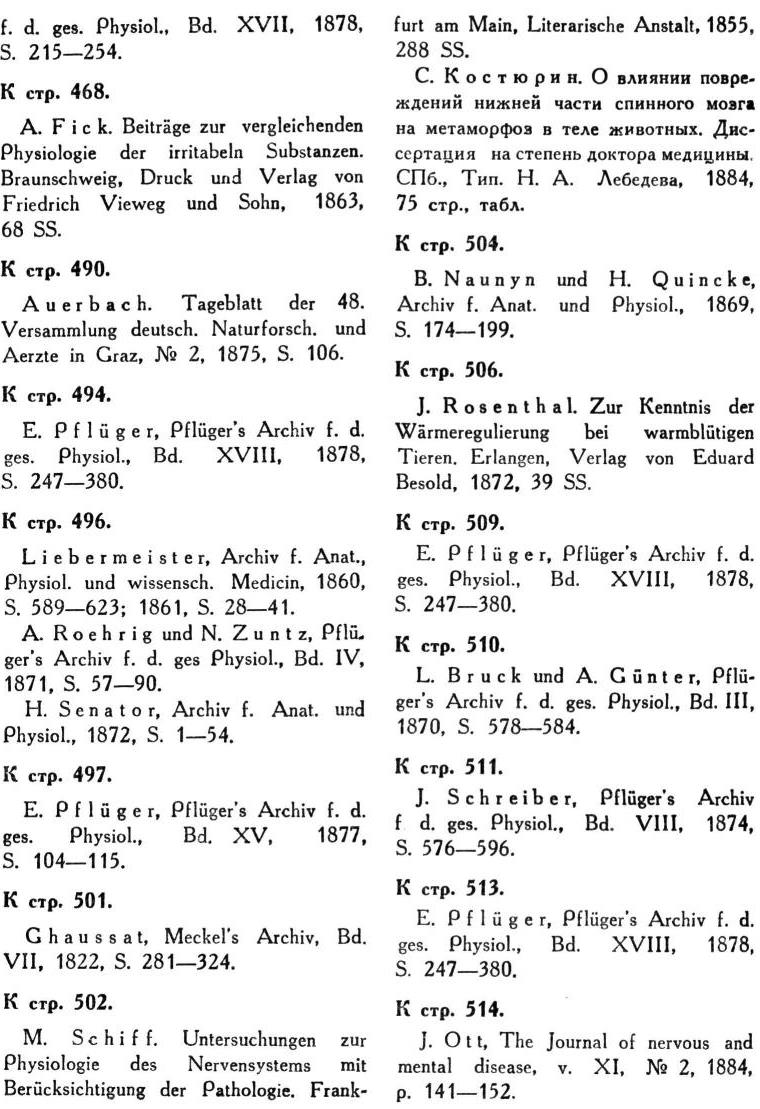 f. d. ges. Physiol., Bd. XVII, 1878,
S. 215—254.
К стр. 468.
A. Fick. Beiträge zur vergleichenden
Physiologie der irritabeln Substanzen.
Braunschweig, Druck und Verlag von
Friedrich Vieweg und Sohn, 1863,
68 SS.
К стр. 490.
Auerbach. Tageblatt der 48.
Versammlung deutsch. Naturforsch. und
Aerzte in Graz, № 2, 1875, S. 106.
К стр. 494.
E. Pflüger, Pflüger's Archiv f. d.
ges. Physiol., Bd. XVIII, 1878,
S. 247—380.
К стр. 496.
Liebermeister, Archiv f. Anat.,
Physiol. und wissensch. Medicin, 1860,
S. 589—623; 1861, S. 28—41.
A. Roehrig und N. Zuntz, Pflü-
ger's Archiv f. d. ges Physiol., Bd. IV,
1871, S. 57—90.
H. Senator, Archiv f. Anat. und
Physiol., 1872, S. 1—54.
К стр. 497.
E. Pflüger, Pflüger's Archiv f. d.
ges. Physiol., Bd. XV, 1877,
S. 104—115.
К стр. 501.
Ghaussat, Meckel's Archiv, Bd.
VII, 1822, S. 281—324.
К стр. 502.
M. Schiff. Untersuchungen zur
Physiologie des Nervensystems mit
Berücksichtigung der Pathologie. Frank-
furt am Main, Literarische Anstalt, 1855,
288 SS.
С. Костюрин. О влиянии повре-
ждений нижней части спинного мозга
на метаморфоз в теле животных. Дис-
сертация на степень доктора медицины.
СПб., Тип. Н. А. Лебедева, 1884,
75 стр., табл.
К стр. 504.
B. Naunyn und H. Quincke,
Archiv f. Anat. und Physiol., 1869,
S. 174—199.
К стр. 506.
J. Rosenthal. Zur Kenntnis der
Wärmeregulierung bei warmblütigen
Tieren. Erlangen, Verlag von Eduard
Besold, 1872, 39 SS.
К стр. 509.
E. Pflüger, Pflüger's Archiv f. d.
ges. Physiol., Bd. XVIII, 1878,
S. 247—380.
К стр. 510.
L. Bruck und A. Günter, Pflü-
ger's Archiv f. d. ges. Physiol., Bd. III,
1870, S. 578—584.
К стр. 511.
J. Schreiber, Pflüger's Archiv
f d. ges. Physiol., Bd. VIII, 1874,
S. 576—596.
К стр. 513.
E. Pflüger, Pflüger's Archiv f. d.
ges. Physiol., Bd. XVIII, 1878,
S. 247—380.
К стр. 514.
J. Ott, The Journal of nervous and
mental disease, v. XI, № 2, 1884,
p. 141—152.